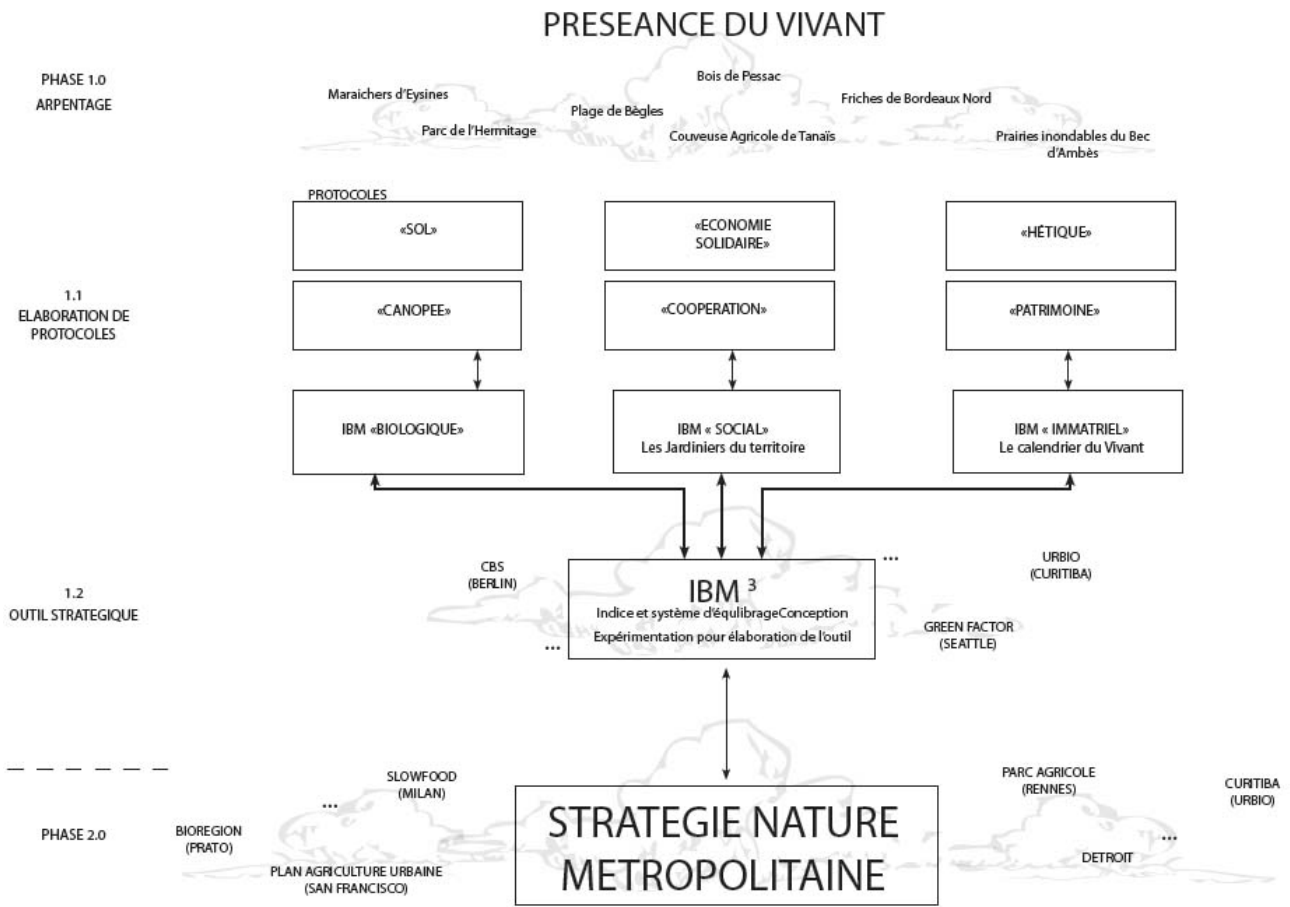 PRESEANCE DU VIVANT
PHASE 1.0
ARPENTAGE
Maraichers d'Eysines
Parc de l'Hermitage
Plage de Bègles
Bois de Pessac
Couveuse Agricole de Tanaïs
Friches de Bordeaux Nord
Prairies inondables du Bec
d'Ambès
PROTOCOLES
«SOL»
«ECONOMIE
SOLIDAIRE»
«HÉTIQUE»
1.1
ELABORATION DE
PROTOCOLES
«CANOPEE»
«COOPERATION»
«PATRIMOINE»
IBM «BIOLOGIQUE»
IBM « SOCIAL»
Les Jardiniers du territoire
IBM « IMMATRIEL»
Le calendrier du Vivant
1.2
OUTIL STRATEGIQUE
CBS
(BERLIN)
...
IBM ³
Indice et système d'équlibrageConception
Expérimentation pour élaboration de l'outil
...
URBIO
(CURITIBA)
GREEN FACTOR
(SEATTLE)
PHASE 2.0
BIOREGION
(PRATO)
...
SLOWFOOD
(MILAN)
PLAN AGRICULTURE URBAINE
(SAN FRANCISCO)
STRATEGIE NATURE
METROPOLITAINE
PARC AGRICOLE
(RENNES)
DETROIT
...
CURITIBA
(URBIO)